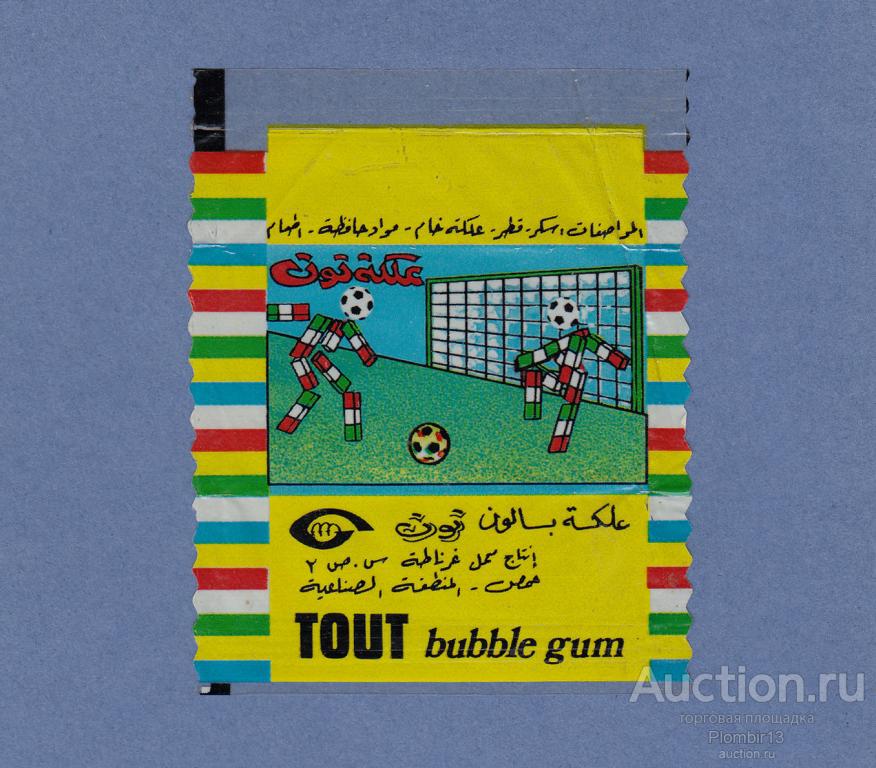 المواصفات: سكر - قطر - علكة خام - مواد حافظة - طعام
علكة توت
علكة بالون توت
إنتاج معمل غرناطة س.ص ٢
حمص - المنطقة الصناعية
TOUT bubble gum
Auction.ru
торговая площадка
Plombir13
auction.ru